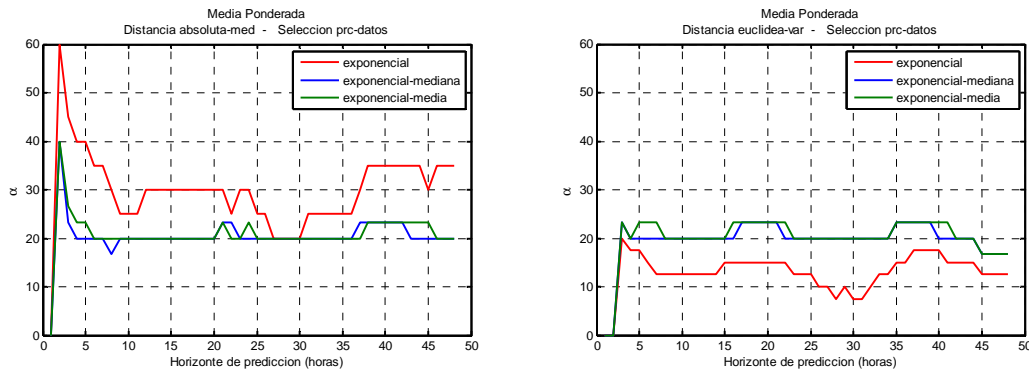 Media Ponderada
Distancia absoluta-med - Seleccion prc-datos
60
50
40
30
20
10
0
α
exponencial
exponencial-mediana
exponencial-media
0 5 10 15 20 25 30 35 40 45 50
Horizonte de prediccion (horas)
Media Ponderada
Distancia euclidea-var - Seleccion prc-datos
60
50
40
30
20
10
0
α
exponencial
exponencial-mediana
exponencial-media
0 5 10 15 20 25 30 35 40 45 50
Horizonte de prediccion (horas)